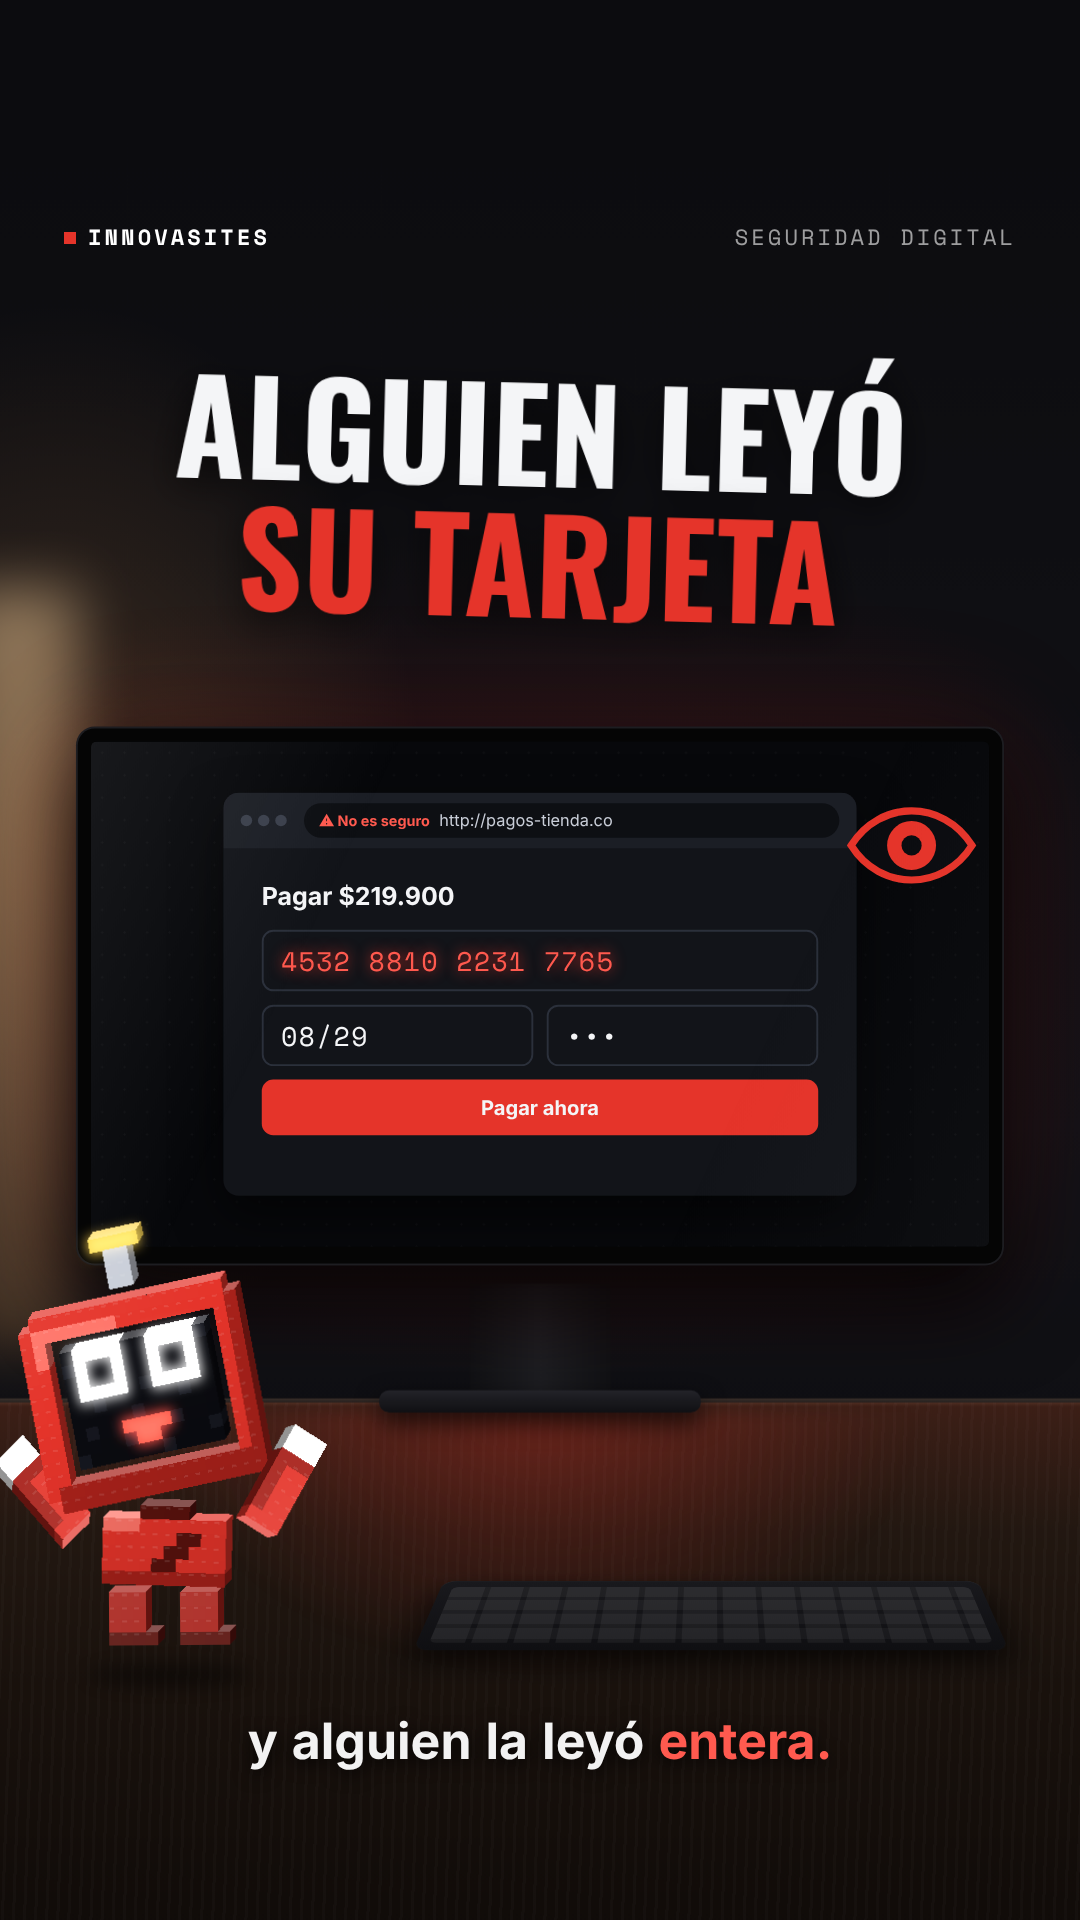 INNOVASITES
SEGURIDAD DIGITAL
ALGUIEN LEYÓ
SU TARJETA
No es seguro http://pagos-tienda.co
Pagar $219.900
4532 8810 2231 7765
08/29
•••
Pagar ahora
y alguien la leyó entera.